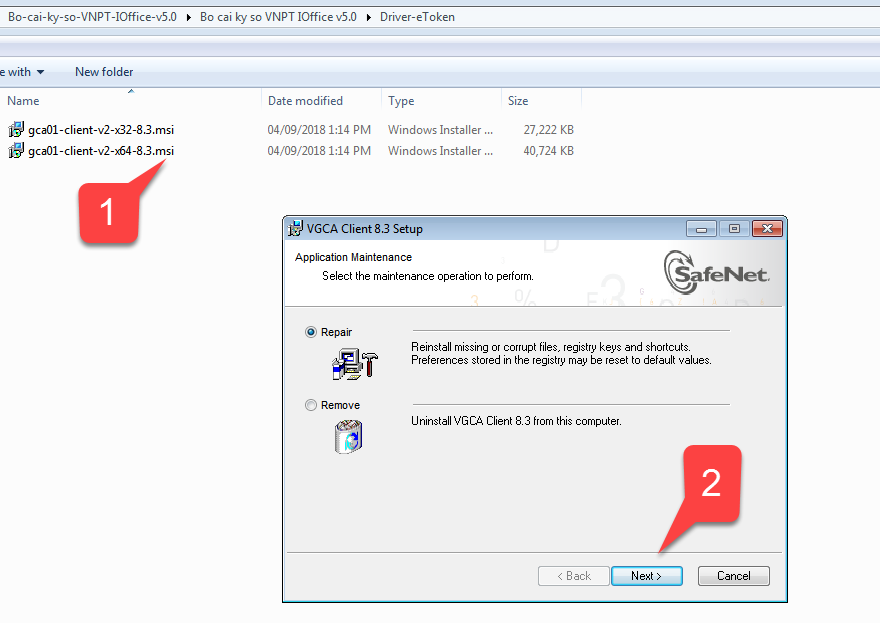 Bo-cai-ky-so-VNPT-IOffice-v5.0 Bo cai ky so VNPT IOffice v5.0 Driver-eToken
e with New folder
Name Date modified Type Size
gca01-client-v2-x32-8.3.msi 04/09/2018 1:14 PM Windows Installer ... 27,222 KB
gca01-client-v2-x64-8.3.msi 04/09/2018 1:14 PM Windows Installer ... 40,724 KB
1
VGCA Client 8.3 Setup
Application Maintenance
Select the maintenance operation to perform.
SafeNet.
Repair
Reinstall missing or corrupt files, registry keys and shortcuts.
Preferences stored in the registry may be reset to default values.
Remove
Uninstall VGCA Client 8.3 from this computer.
2
< Back Next > Cancel